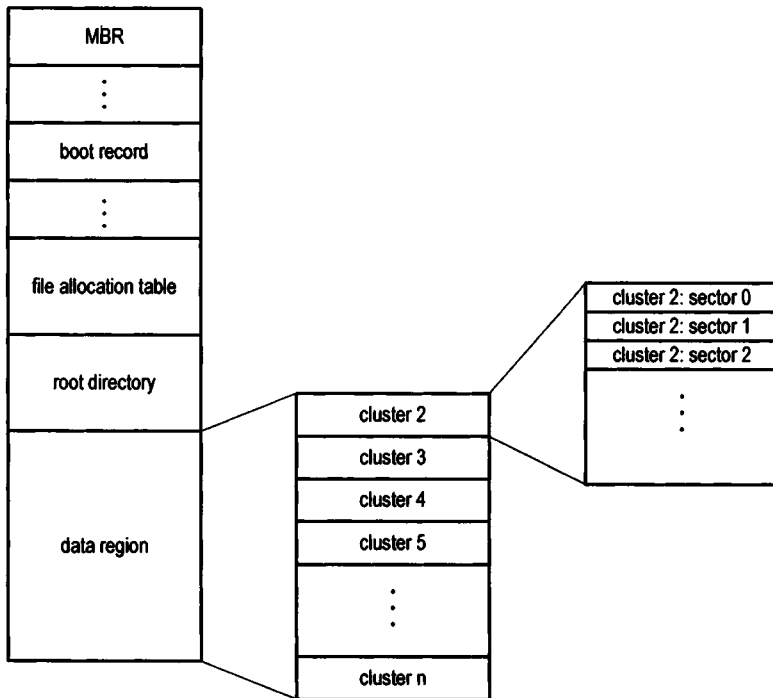 MBR
⋮
boot record
⋮
file allocation table
root directory
data region
cluster 2
cluster 3
cluster 4
cluster 5
⋮
cluster n
cluster 2: sector 0
cluster 2: sector 1
cluster 2: sector 2
⋮